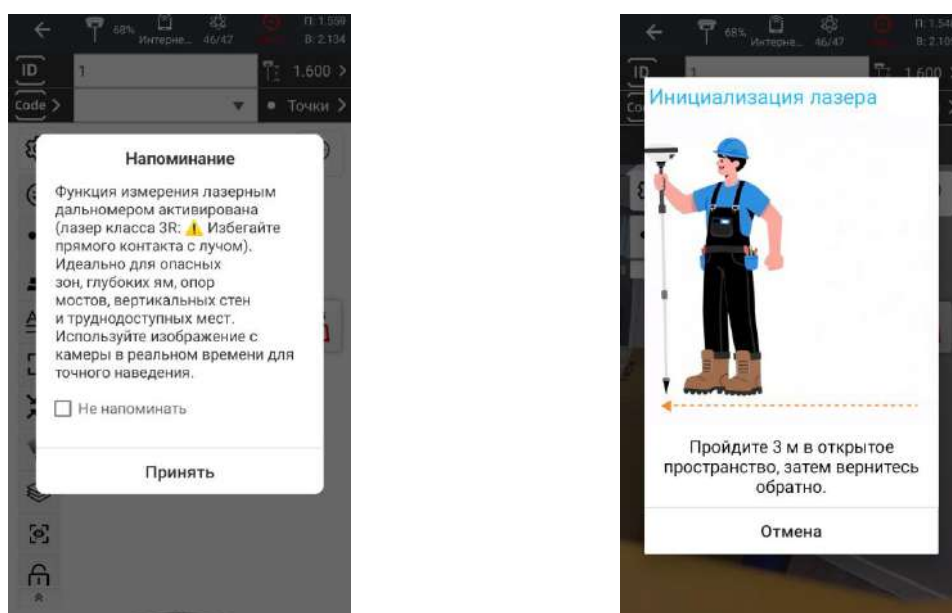 68%
Интерне...
46/47
П: 1.559
В: 2.134
ID
1
1.600 >
Code >
Точки >
Напоминание
Функция измерения лазерным
дальномером активирована
(лазер класса 3R: ⚠ Избегайте
прямого контакта с лучом).
Идеально для опасных
зон, глубоких ям, опор
мостов, вертикальных стен
и труднодоступных мест.
Используйте изображение с
камеры в реальном времени для
точного наведения.
Не напоминать
Принять
68%
Интерне...
46/47
ID
1
1.600
Инициализация лазера
Пройдите 3 м в открытое
пространство, затем вернитесь
обратно.
Отмена